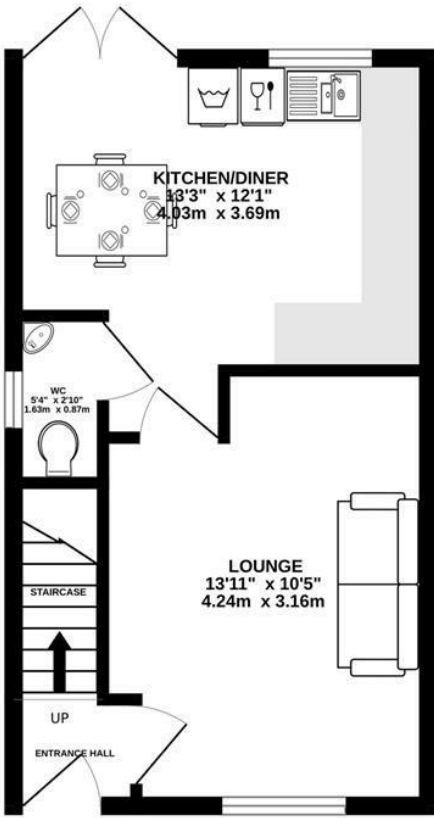 KITCHEN/DINER
13'3" x 12'1"
4.03m x 3.69m
WC
5'4" x 2'10"
1.63m x 0.87m
LOUNGE
13'11" x 10'5"
4.24m x 3.16m
STAIRCASE
UP
ENTRANCE HALL